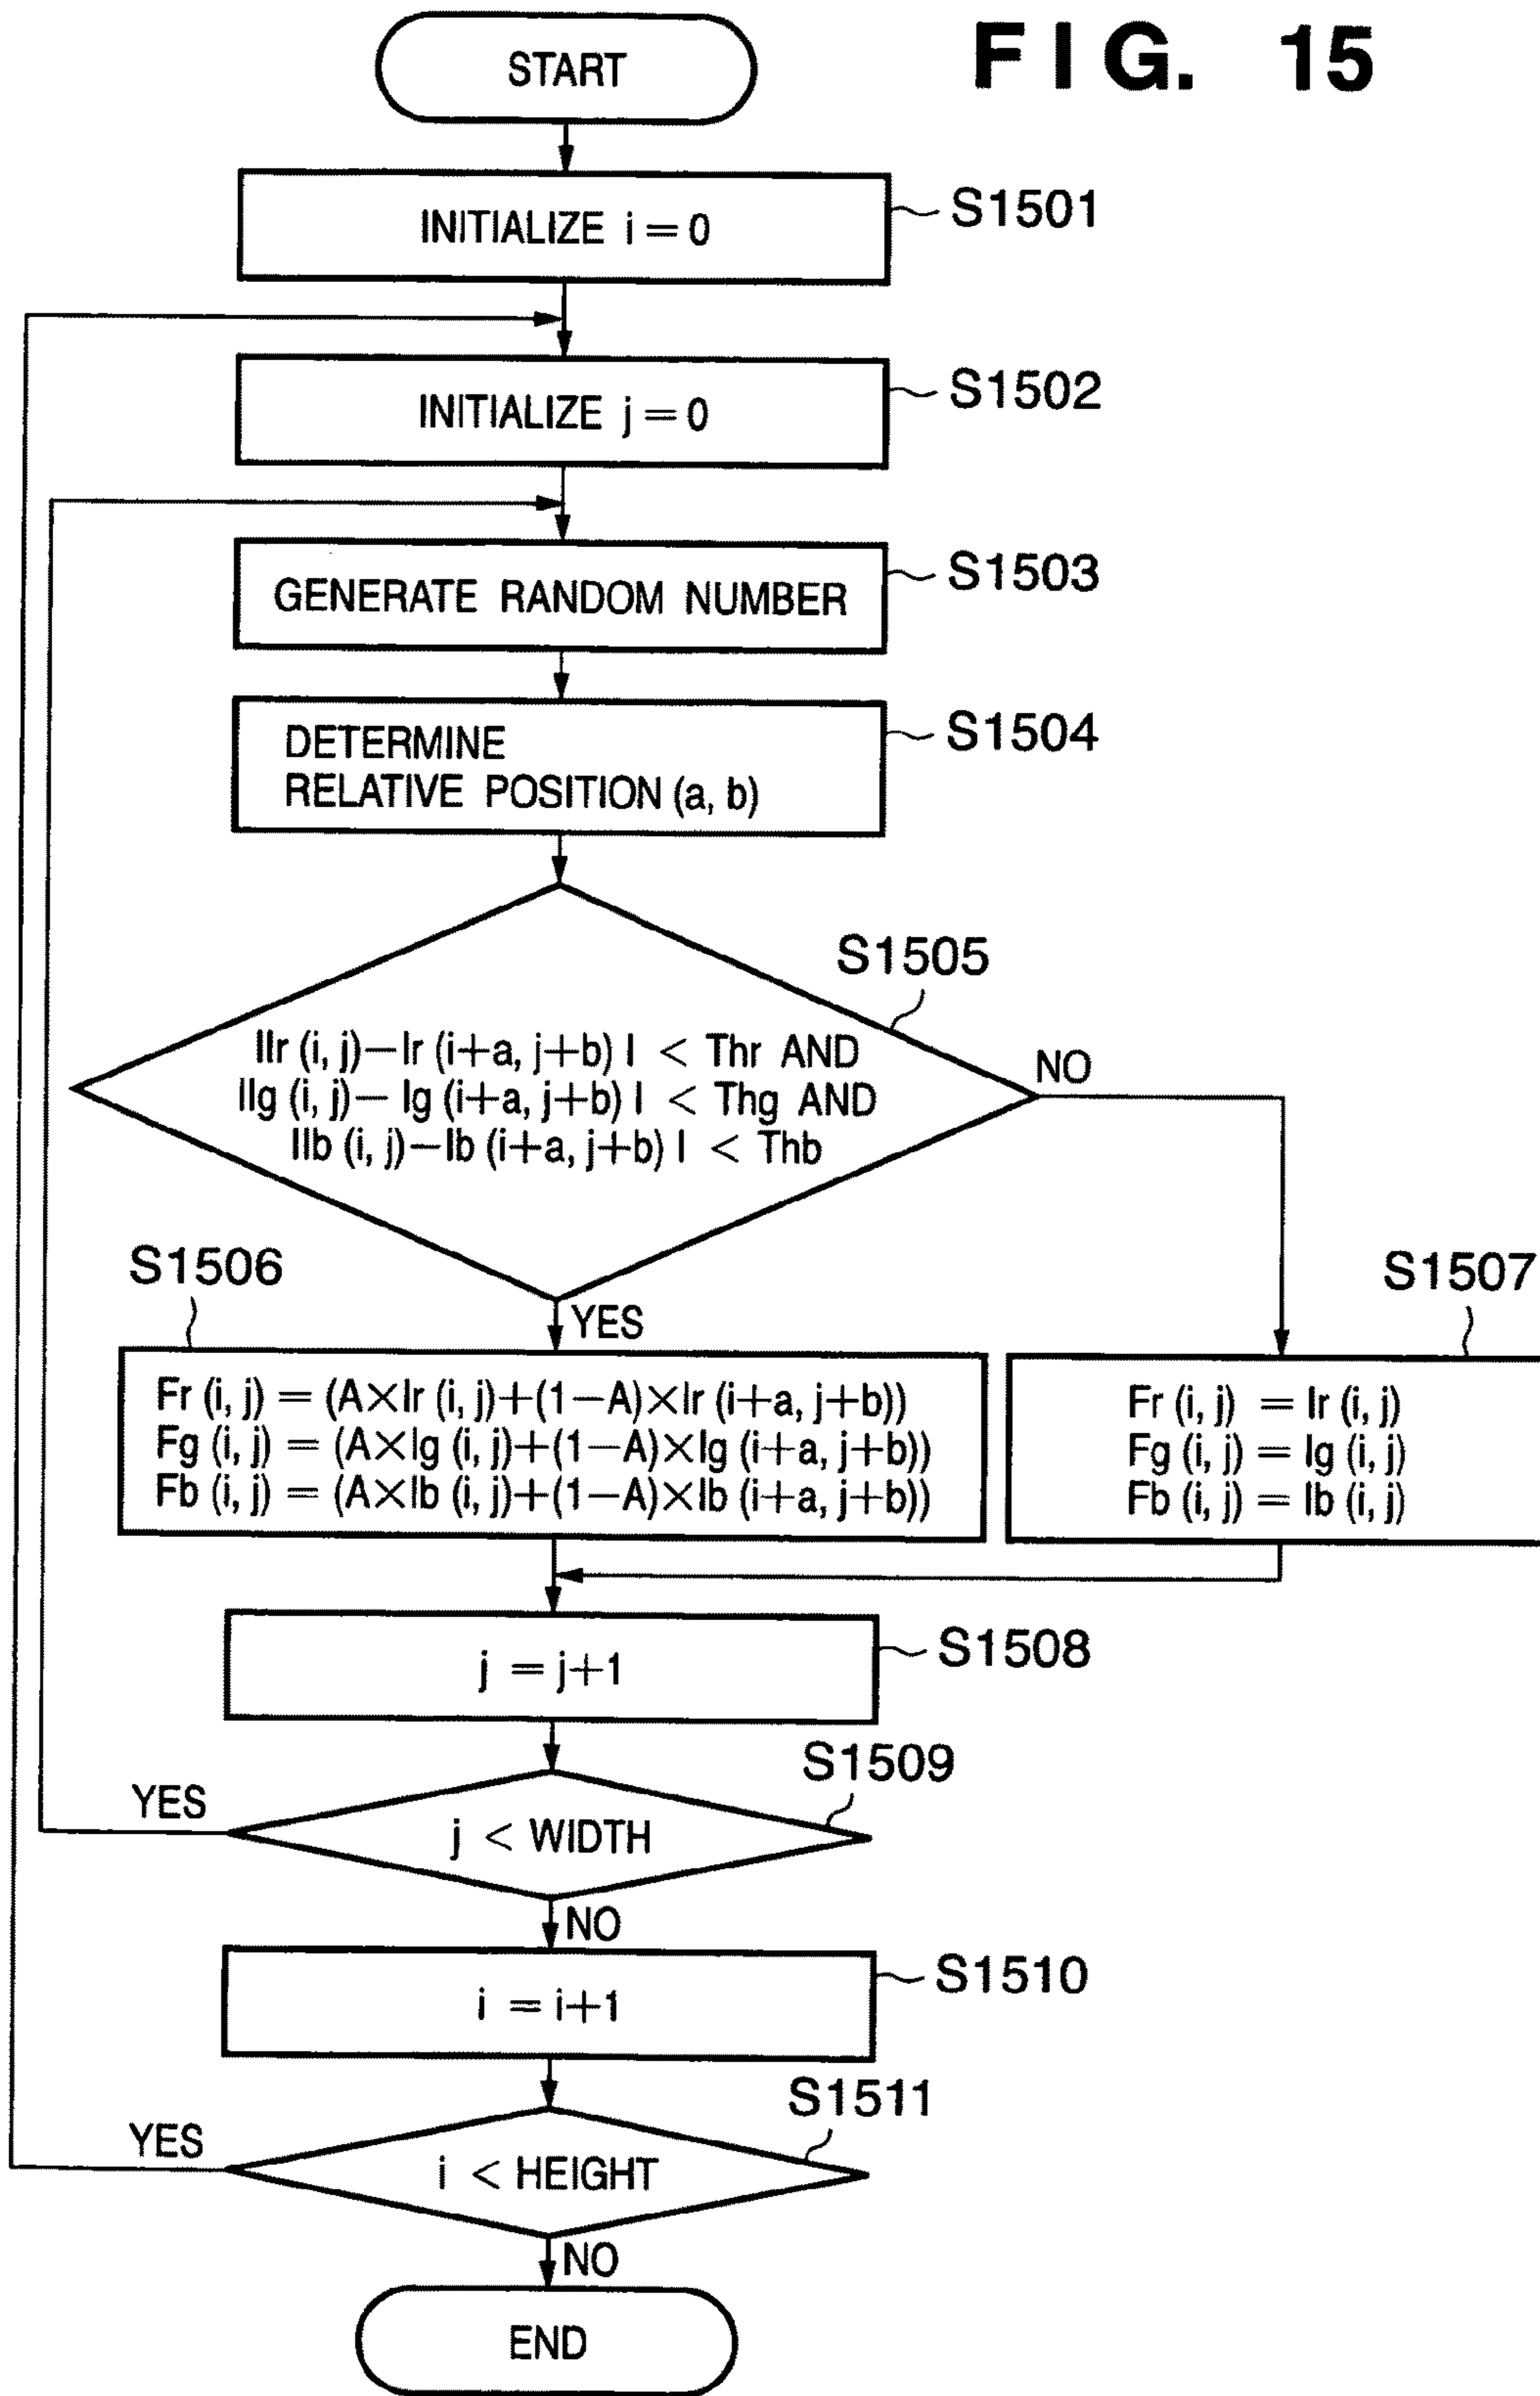 START
FIG. 15
INITIALIZE i = 0
S1501
INITIALIZE j = 0
S1502
GENERATE RANDOM NUMBER
S1503
DETERMINE
RELATIVE POSITION (a, b)
S1504
S1505
|Ir (i, j)−Ir (i+a, j+b) | < Thr AND
|Ig (i, j)− Ig (i+a, j+b) | < Thg AND
|Ib (i, j)−Ib (i+a, j+b) | < Thb
NO
YES
S1506
Fr (i, j) = (A×Ir (i, j)+(1−A)×Ir (i+a, j+b))
Fg (i, j) = (A×Ig (i, j)+(1−A)×Ig (i+a, j+b))
Fb (i, j) = (A×Ib (i, j)+(1−A)×Ib (i+a, j+b))
S1507
Fr (i, j) = Ir (i, j)
Fg (i, j) = Ig (i, j)
Fb (i, j) = Ib (i, j)
j = j+1
S1508
S1509
YES
j < WIDTH
NO
i = i+1
S1510
S1511
YES
i < HEIGHT
NO
END